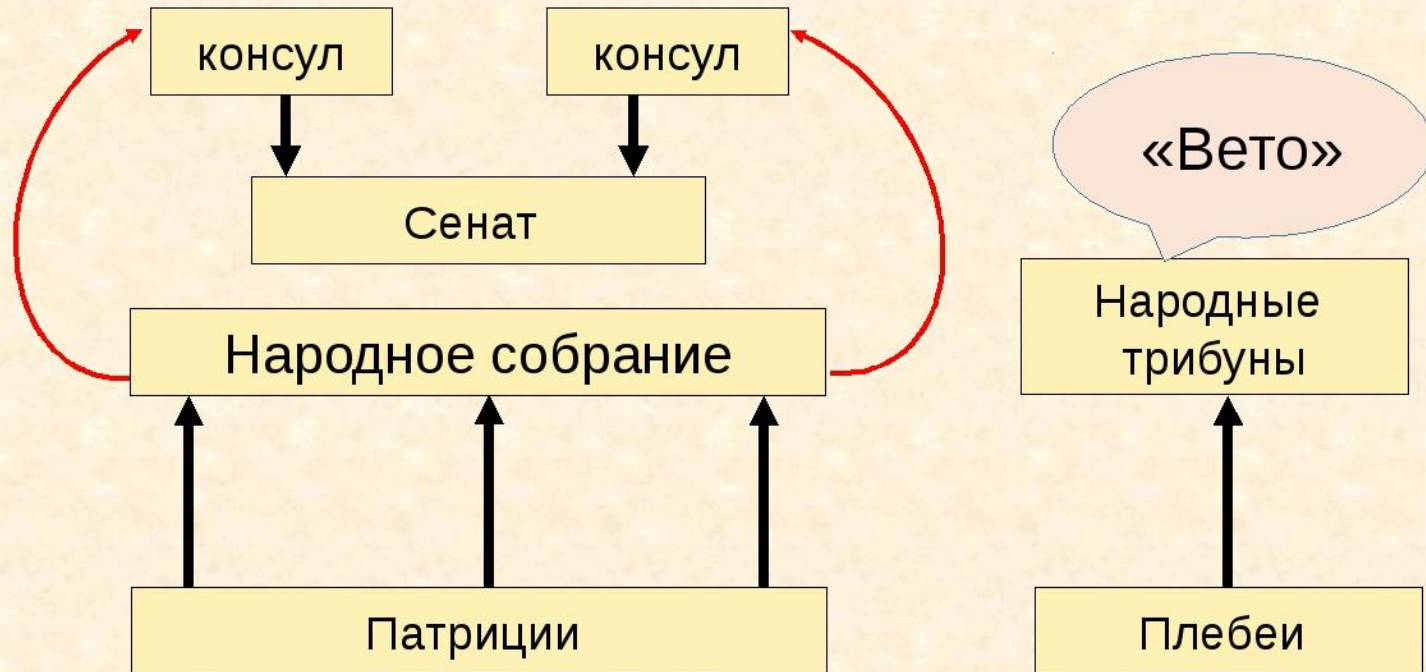 консул
консул
«Вето»
Сенат
Народные
трибуны
Народное собрание
Патриции
Плебеи